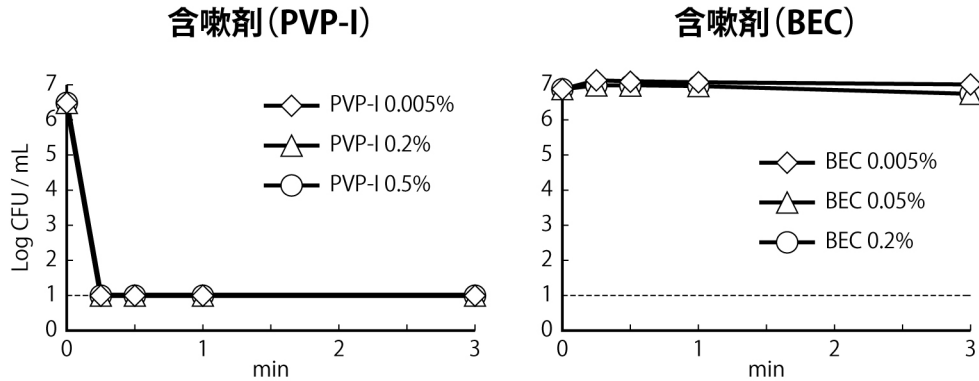 含嗽剤（PVP-I）
Log CFU / mL
7
6
5
4
3
2
1
0
0
1
2
3
min
PVP-I 0.005%
PVP-I 0.2%
PVP-I 0.5%
含嗽剤（BEC）
7
6
5
4
3
2
1
0
0
1
2
3
min
BEC 0.005%
BEC 0.05%
BEC 0.2%